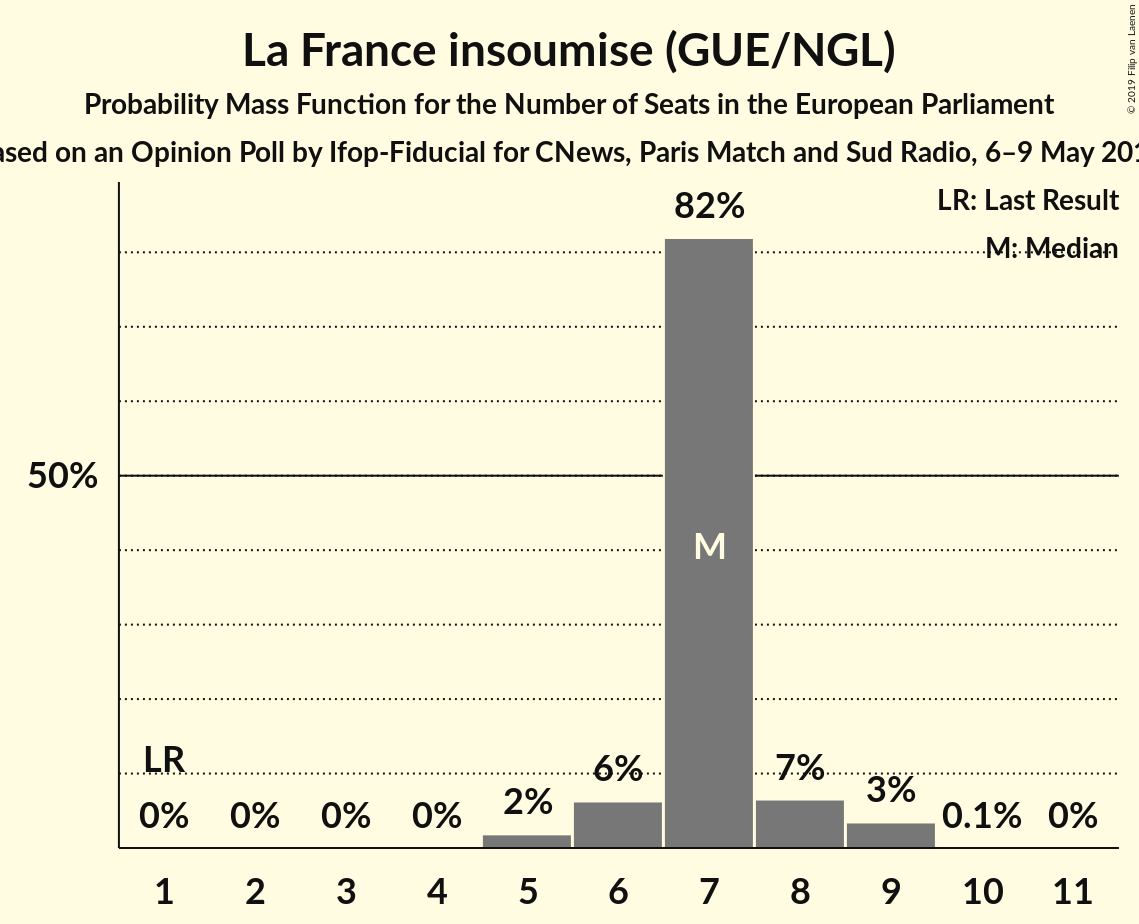 La France insoumise (GUE/NGL)
Probability Mass Function for the Number of Seats in the European Parliament
ased on an Opinion Poll by Ifop-Fiducial for CNews, Paris Match and Sud Radio, 6–9 May 201
© 2019 Filip van Laenen
LR: Last Result
M: Median
82%
50%
M
LR
0% 0% 0% 0% 2% 6% 7% 3% 0.1% 0%
1 2 3 4 5 6 7 8 9 10 11